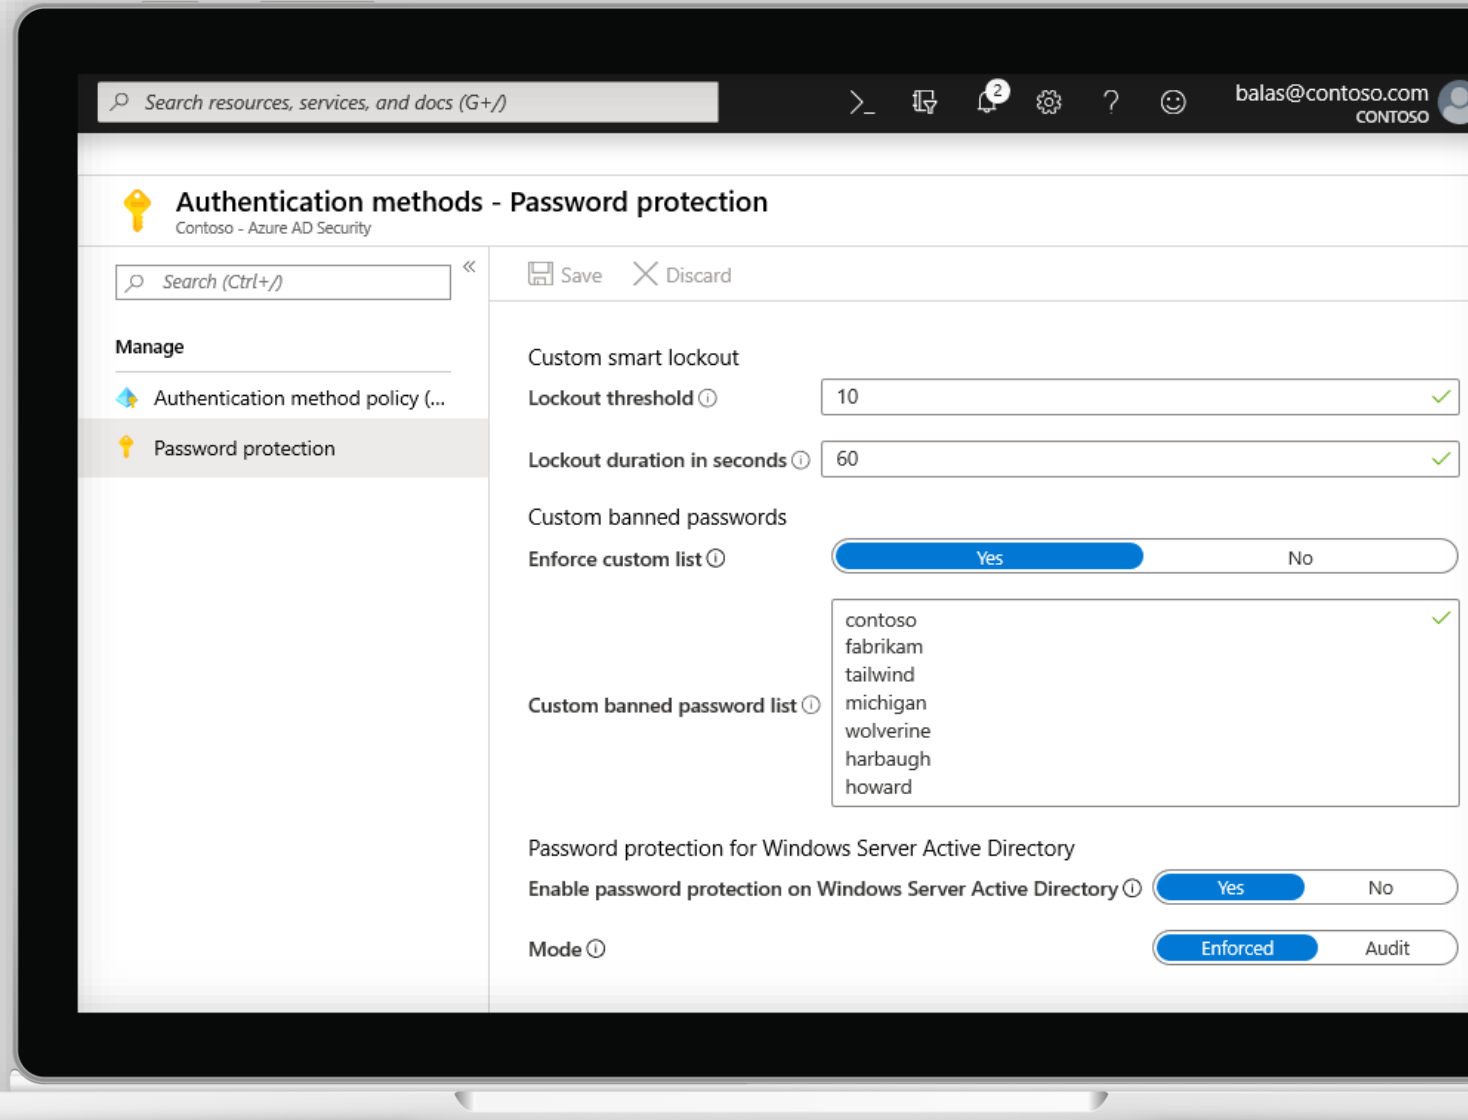 Search resources, services, and docs (G+/)
2
balas@contoso.com
CONTOSO
Authentication methods - Password protection
Contoso - Azure AD Security
Search (Ctrl+/)
«
Save
Discard
Manage
Authentication method policy (...
Password protection
Custom smart lockout
Lockout threshold
10
Lockout duration in seconds
60
Custom banned passwords
Enforce custom list
Yes
No
Custom banned password list
contoso
fabrikam
tailwind
michigan
wolverine
harbaugh
howard
Password protection for Windows Server Active Directory
Enable password protection on Windows Server Active Directory
Yes
No
Mode
Enforced
Audit